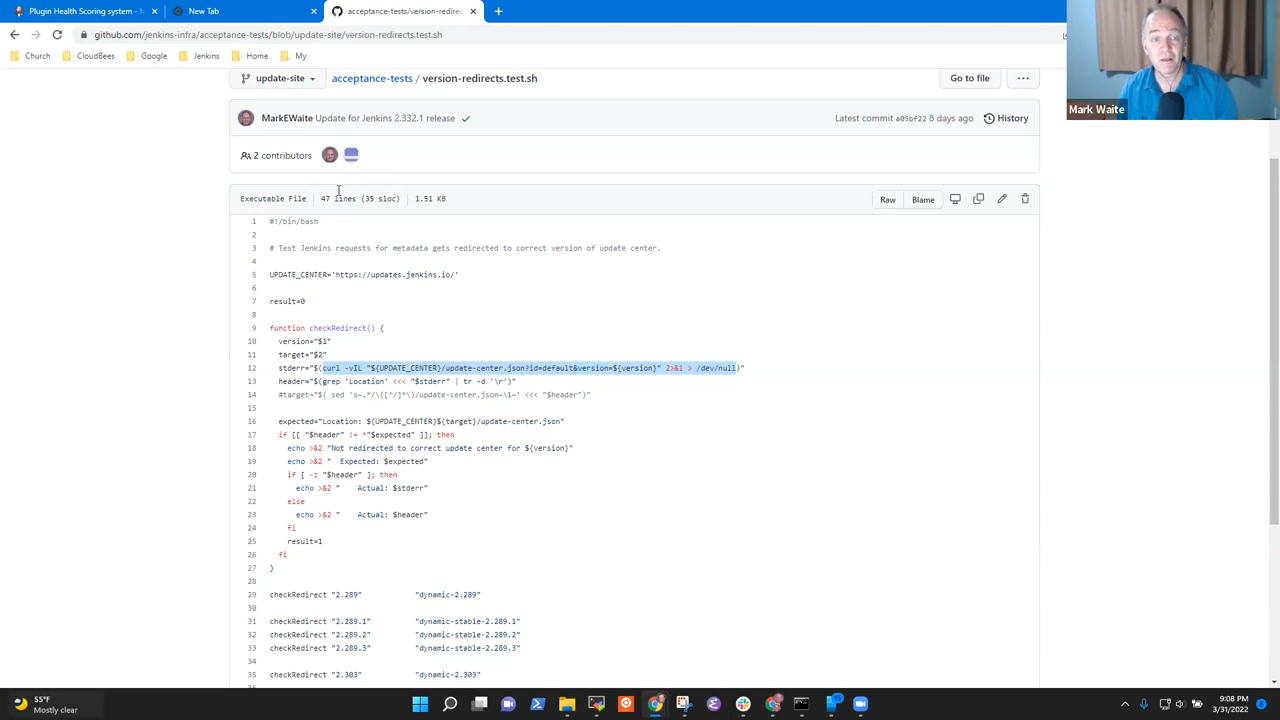 Plugin Health Scoring system - h
New Tab
acceptance-tests/version-redirec
github.com/jenkins-infra/acceptance-tests/blob/update-site/version-redirects.test.sh
Church
CloudBees
Google
Jenkins
Home
My
update-site
acceptance-tests / version-redirects.test.sh
Go to file
MarkEWaite Update for Jenkins 2.332.1 release
Latest commit a05bf22 8 days ago
History
2 contributors
Executable File
47 lines (35 sloc)
1.51 KB
Raw
Blame
1 #!/bin/bash
2
3 # Test Jenkins requests for metadata gets redirected to correct version of update center.
4
5 UPDATE_CENTER='https://updates.jenkins.io/'
6
7 result=0
8
9 function checkRedirect() {
10 version="$1"
11 target="$2"
12 stderr="$(curl -vIL "${UPDATE_CENTER}/update-center.json?id=default&version=${version}" 2>&1 > /dev/null)"
13 header="$(grep 'Location' <<< "$stderr" | tr -d '\r')"
14 #target="$( sed 's~.*/\([^/]*\)/update-center.json~\1~' <<< "$header")"
15
16 expected="Location: ${UPDATE_CENTER}${target}/update-center.json"
17 if [[ "$header" != *"$expected" ]]; then
18 echo >&2 "Not redirected to correct update center for ${version}"
19 echo >&2 " Expected: $expected"
20 if [ -z "$header" ]; then
21 echo >&2 " Actual: $stderr"
22 else
23 echo >&2 " Actual: $header"
24 fi
25 result=1
26 fi
27 }
28
29 checkRedirect "2.289" "dynamic-2.289"
30
31 checkRedirect "2.289.1" "dynamic-stable-2.289.1"
32 checkRedirect "2.289.2" "dynamic-stable-2.289.2"
33 checkRedirect "2.289.3" "dynamic-stable-2.289.3"
34
35 checkRedirect "2.303" "dynamic-2.303"
Mark Waite
55°F
Mostly clear
9:08 PM
3/31/2022